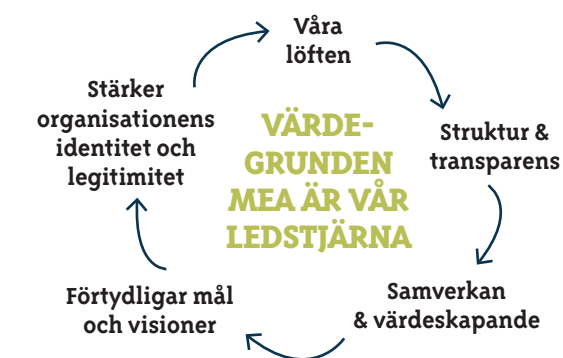 Våra
löften
Struktur &
transparens
Samverkan
& värdeskapande
Förtydligar mål
och visioner
Stärker
organisationens
identitet och
legitimitet
VÄRDE-
GRUNDEN
MEA ÄR VÅR
LEDSTJÄRNA